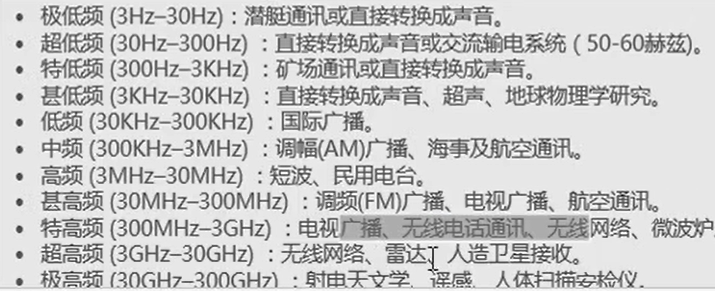 • 极低频 (3Hz–30Hz)：潜艇通讯或直接转换成声音。
• 超低频 (30Hz–300Hz) ：直接转换成声音或交流输电系统（50-60赫兹)。
• 特低频 (300Hz–3KHz) ：矿场通讯或直接转换成声音。
• 甚低频 (3KHz–30KHz) ：直接转换成声音、超声、地球物理学研究。
• 低频 (30KHz–300KHz) ：国际广播。
• 中频 (300KHz–3MHz) ：调幅(AM)广播、海事及航空通讯。
• 高频 (3MHz–30MHz) ：短波、民用电台。
• 甚高频 (30MHz–300MHz) ：调频(FM)广播、电视广播、航空通讯。
• 特高频 (300MHz–3GHz) ：电视广播、无线电话通讯、无线网络、微波炉
• 超高频 (3GHz–30GHz) ：无线网络、雷达、人造卫星接收。
• 极高频 (30GHz–300GHz) ：射电天文学、遥感、人体扫描安检仪。